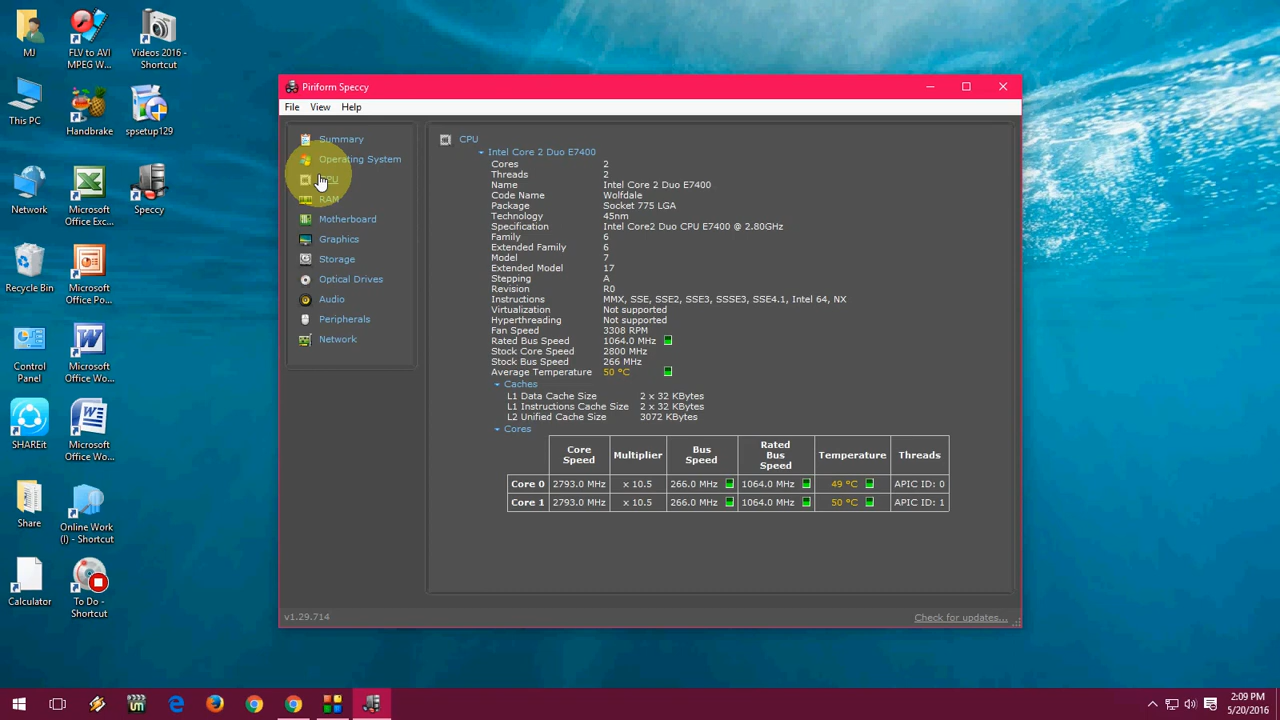 MJ
FLV to AVI
MPEG W...
Videos 2016 -
Shortcut
This PC
Handbrake
spsetup129
Network
Microsoft
Office Exc...
Speccy
Recycle Bin
Microsoft
Office Po...
Control
Panel
Microsoft
Office Wo...
SHAREit
Microsoft
Office Wo...
Share
Online Work
(I) - Shortcut
Calculator
To Do -
Shortcut
Piriform Speccy
File View Help
Summary
Operating System
CPU
RAM
Motherboard
Graphics
Storage
Optical Drives
Audio
Peripherals
Network
CPU
Intel Core 2 Duo E7400
Cores 2
Threads 2
Name Intel Core 2 Duo E7400
Code Name Wolfdale
Package Socket 775 LGA
Technology 45nm
Specification Intel Core2 Duo CPU E7400 @ 2.80GHz
Family 6
Extended Family 6
Model 7
Extended Model 17
Stepping A
Revision R0
Instructions MMX, SSE, SSE2, SSE3, SSSE3, SSE4.1, Intel 64, NX
Virtualization Not supported
Hyperthreading Not supported
Fan Speed 3308 RPM
Rated Bus Speed 1064.0 MHz
Stock Core Speed 2800 MHz
Stock Bus Speed 266 MHz
Average Temperature 50 °C
Caches
L1 Data Cache Size 2 x 32 KBytes
L1 Instructions Cache Size 2 x 32 KBytes
L2 Unified Cache Size 3072 KBytes
Cores
Core Speed Multiplier Bus Speed Rated Bus Speed Temperature Threads
Core 0 2793.0 MHz x 10.5 266.0 MHz 1064.0 MHz 49 °C APIC ID: 0
Core 1 2793.0 MHz x 10.5 266.0 MHz 1064.0 MHz 50 °C APIC ID: 1
v1.29.714
Check for updates...
2:09 PM
5/20/2016